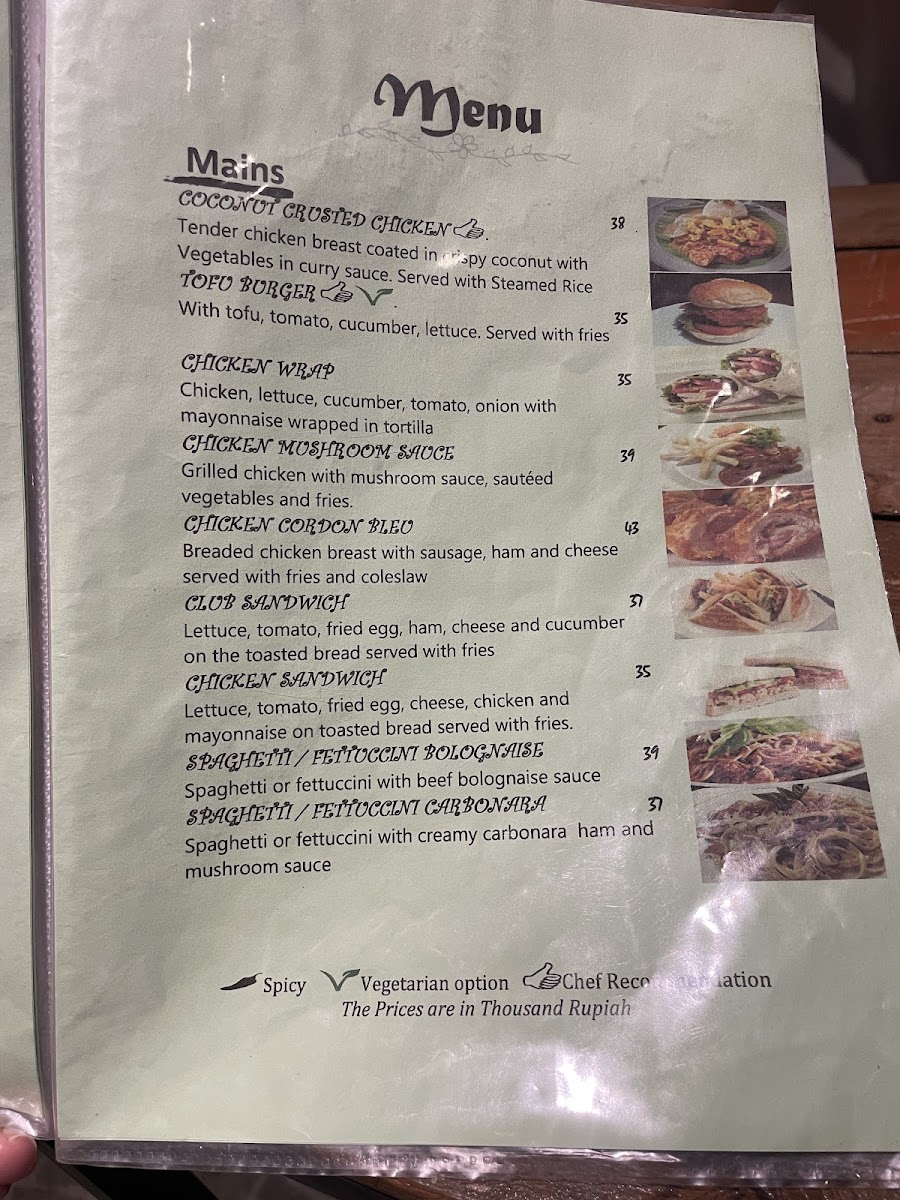 Menu
Mains
COCONUT CRUSTED CHICKEN . 38
Tender chicken breast coated in crispy coconut with
Vegetables in curry sauce. Served with Steamed Rice
TOFU BURGER . 35
With tofu, tomato, cucumber, lettuce. Served with fries
CHICKEN WRAP 35
Chicken, lettuce, cucumber, tomato, onion with
mayonnaise wrapped in tortilla
CHICKEN MUSHROOM SAUCE 39
Grilled chicken with mushroom sauce, sautéed
vegetables and fries.
CHICKEN CORDON BLEU 43
Breaded chicken breast with sausage, ham and cheese
served with fries and coleslaw
CLUB SANDWICH 37
Lettuce, tomato, fried egg, ham, cheese and cucumber
on the toasted bread served with fries
CHICKEN SANDWICH 35
Lettuce, tomato, fried egg, cheese, chicken and
mayonnaise on toasted bread served with fries.
SPAGHETTI / FETTUCCINI BOLOGNAISE 39
Spaghetti or fettuccini with beef bolognaise sauce
SPAGHETTI / FETTUCCINI CARBONARA 37
Spaghetti or fettuccini with creamy carbonara ham and
mushroom sauce
Spicy Vegetarian option Chef Recommendation
The Prices are in Thousand Rupiah